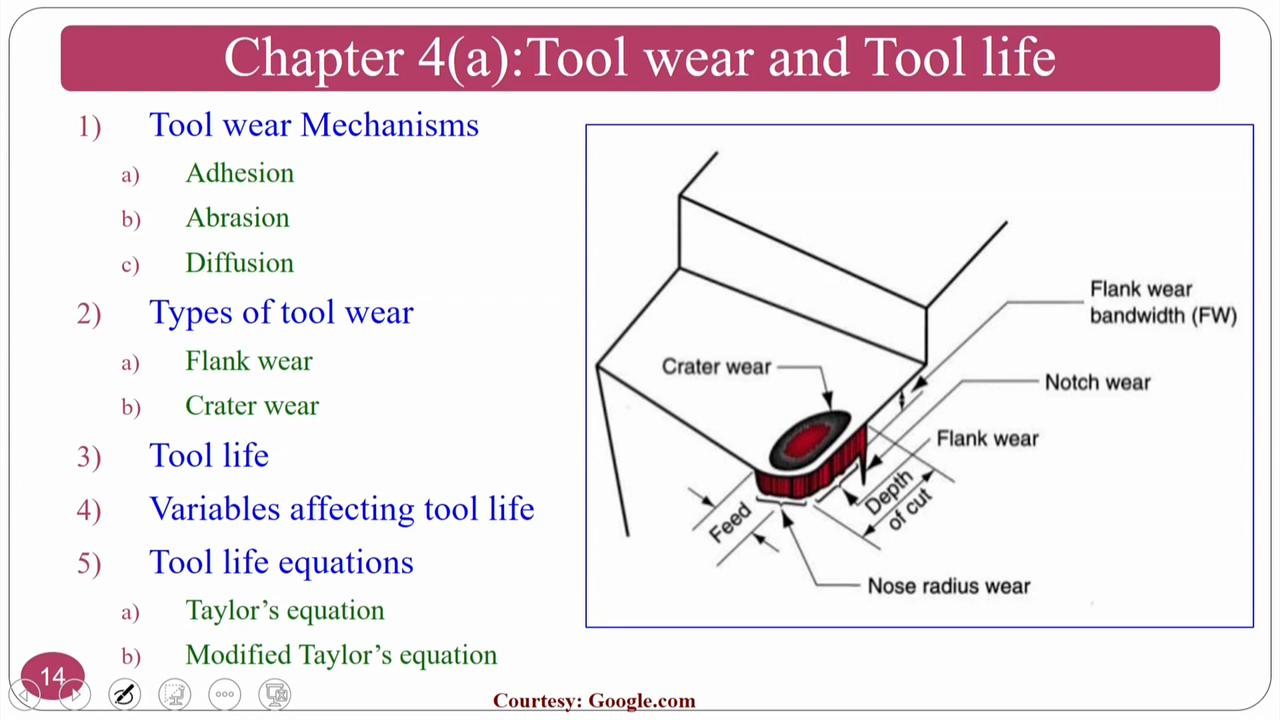 Chapter 4(a):Tool wear and Tool life
1) Tool wear Mechanisms
a) Adhesion
b) Abrasion
c) Diffusion
2) Types of tool wear
a) Flank wear
b) Crater wear
3) Tool life
4) Variables affecting tool life
5) Tool life equations
a) Taylor's equation
b) Modified Taylor's equation
Flank wear
bandwidth (FW)
Crater wear
Notch wear
Flank wear
Depth
of cut
Feed
Nose radius wear
14
Courtesy: Google.com